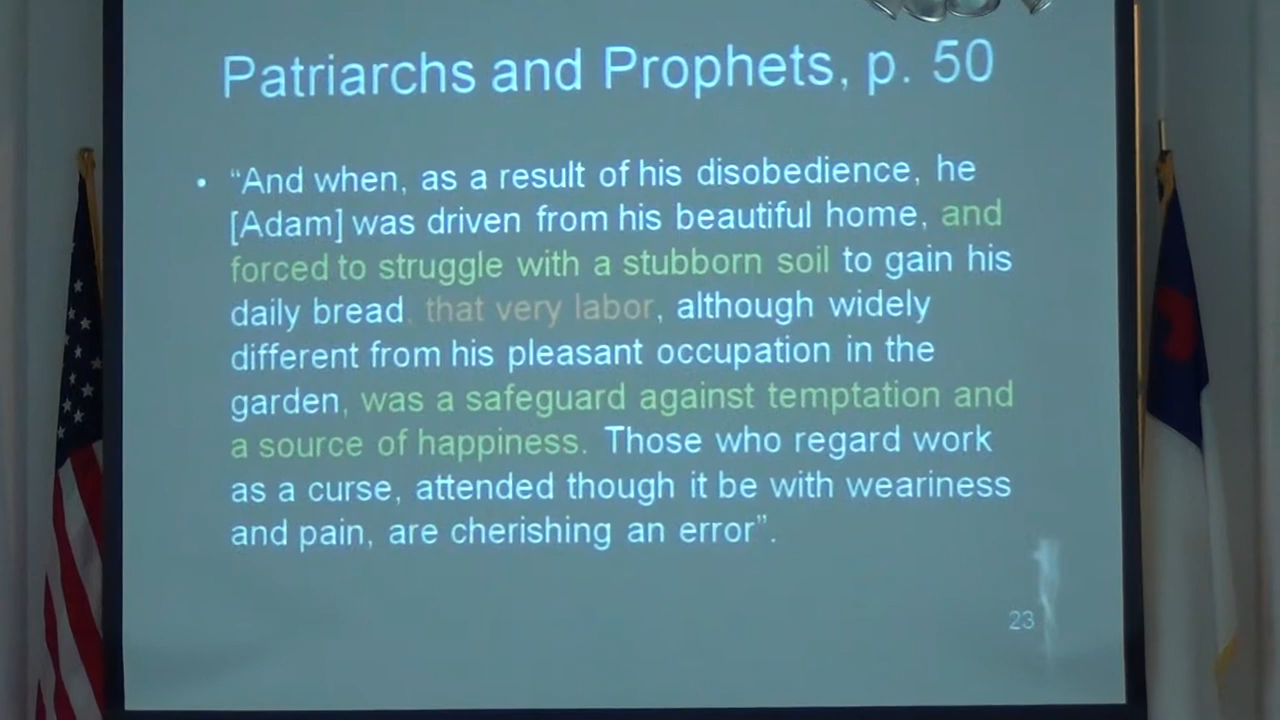 Patriarchs and Prophets, p. 50
• “And when, as a result of his disobedience, he
[Adam] was driven from his beautiful home, and
forced to struggle with a stubborn soil to gain his
daily bread, that very labor, although widely
different from his pleasant occupation in the
garden, was a safeguard against temptation and
a source of happiness. Those who regard work
as a curse, attended though it be with weariness
and pain, are cherishing an error”.
23